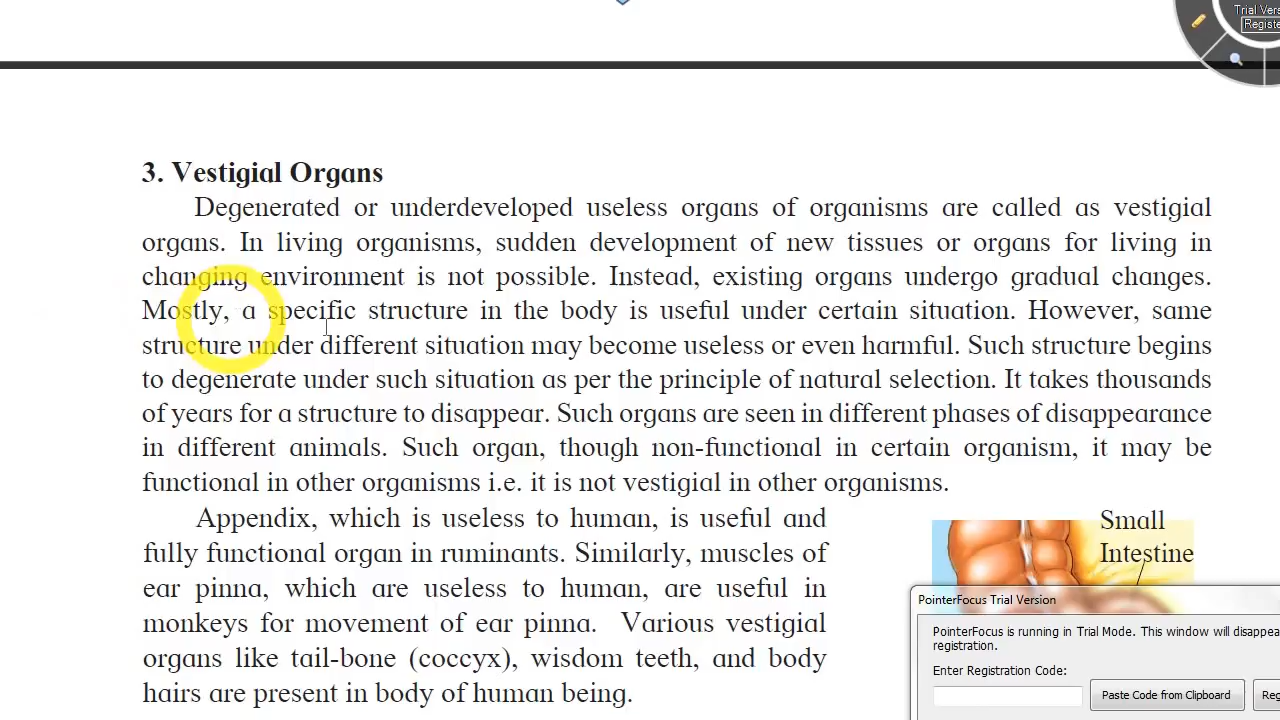 Trial Vers
Registe
3. Vestigial Organs
Degenerated or underdeveloped useless organs of organisms are called as vestigial
organs. In living organisms, sudden development of new tissues or organs for living in
changing environment is not possible. Instead, existing organs undergo gradual changes.
Mostly, a specific structure in the body is useful under certain situation. However, same
structure under different situation may become useless or even harmful. Such structure begins
to degenerate under such situation as per the principle of natural selection. It takes thousands
of years for a structure to disappear. Such organs are seen in different phases of disappearance
in different animals. Such organ, though non-functional in certain organism, it may be
functional in other organisms i.e. it is not vestigial in other organisms.
Appendix, which is useless to human, is useful and
fully functional organ in ruminants. Similarly, muscles of
ear pinna, which are useless to human, are useful in
monkeys for movement of ear pinna. Various vestigial
organs like tail-bone (coccyx), wisdom teeth, and body
hairs are present in body of human being.
Small
Intestine
PointerFocus Trial Version
PointerFocus is running in Trial Mode. This window will disappea
registration.
Enter Registration Code:
Paste Code from Clipboard
Reg